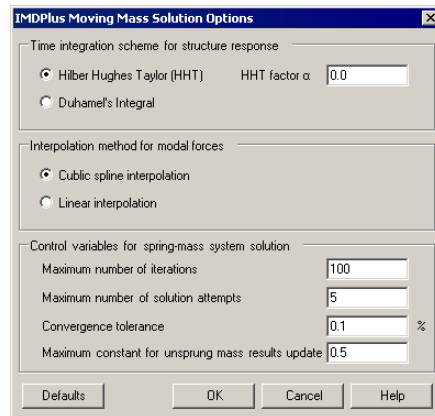 IMDPlus Moving Mass Solution Options
Time integration scheme for structure response
Hilber Hughes Taylor (HHT) HHT factor α 0.0
Duhamel's Integral
Interpolation method for modal forces
Cublic spline interpolation
Linear interpolation
Control variables for spring-mass system solution
Maximum number of iterations 100
Maximum number of solution attempts 5
Convergence tolerance 0.1 %
Maximum constant for unsprung mass results update 0.5
Defaults OK Cancel Help